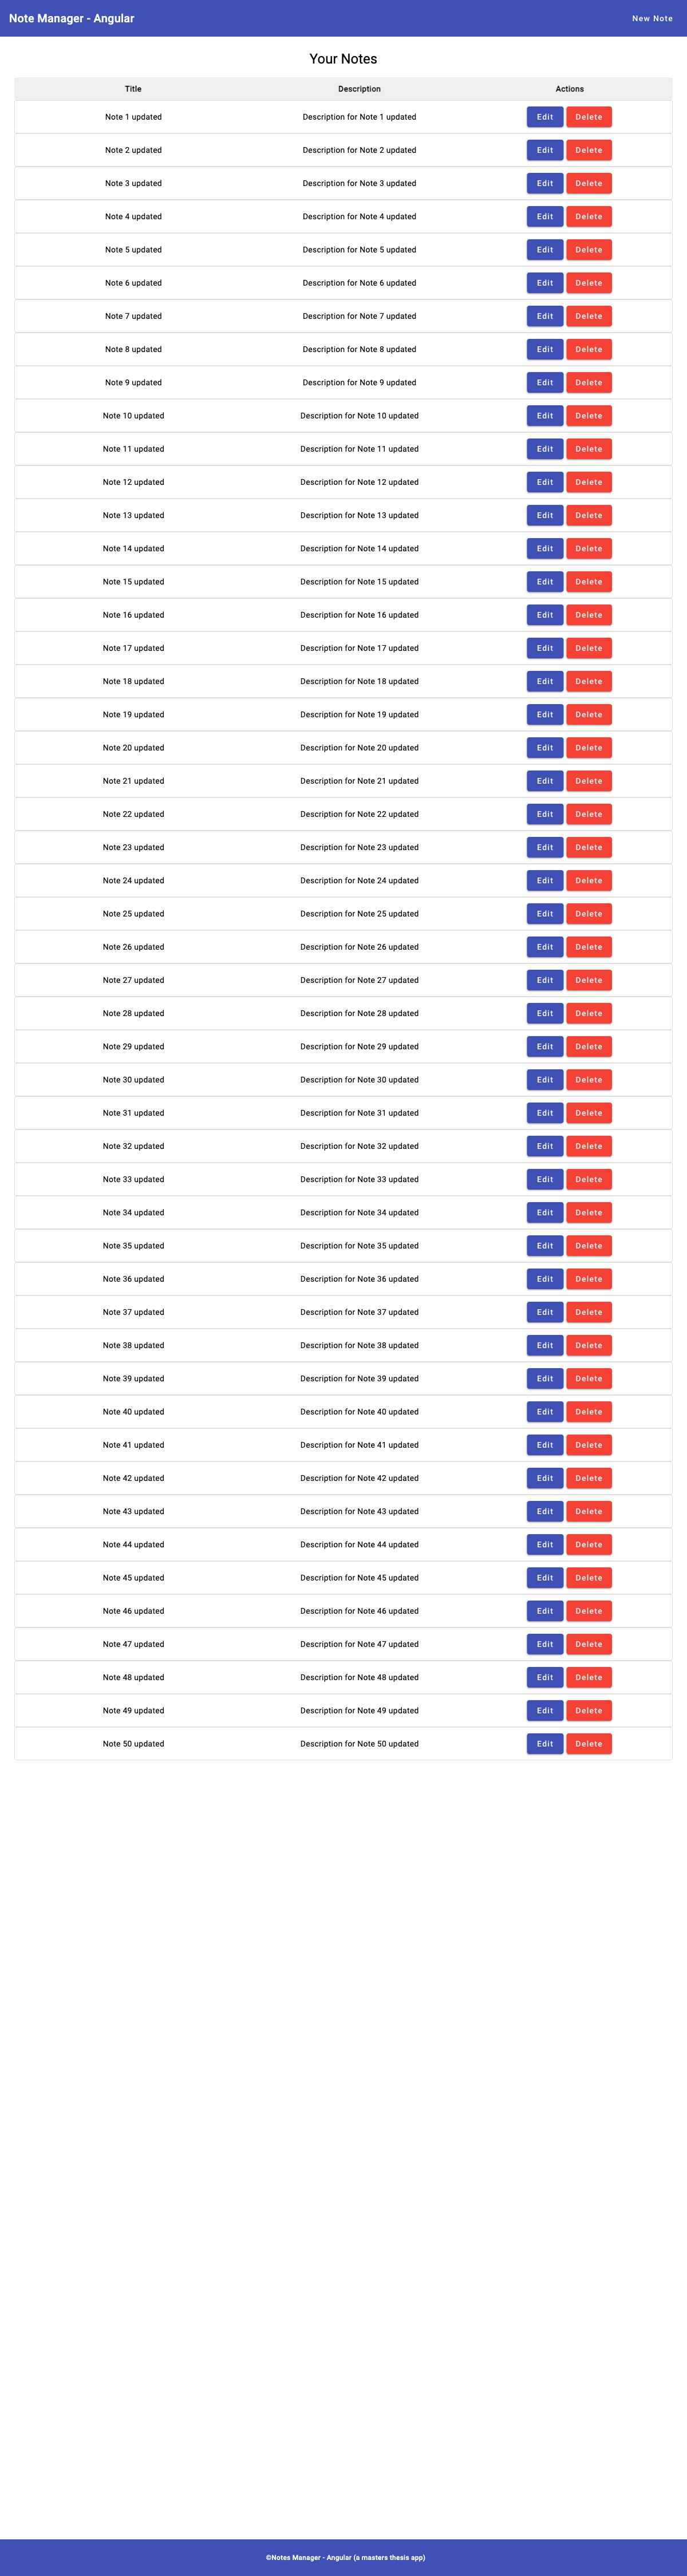 Note Manager - Angular New Note
Your Notes
Title Description Actions
Note 1 updated Description for Note 1 updated Edit Delete
Note 2 updated Description for Note 2 updated Edit Delete
Note 3 updated Description for Note 3 updated Edit Delete
Note 4 updated Description for Note 4 updated Edit Delete
Note 5 updated Description for Note 5 updated Edit Delete
Note 6 updated Description for Note 6 updated Edit Delete
Note 7 updated Description for Note 7 updated Edit Delete
Note 8 updated Description for Note 8 updated Edit Delete
Note 9 updated Description for Note 9 updated Edit Delete
Note 10 updated Description for Note 10 updated Edit Delete
Note 11 updated Description for Note 11 updated Edit Delete
Note 12 updated Description for Note 12 updated Edit Delete
Note 13 updated Description for Note 13 updated Edit Delete
Note 14 updated Description for Note 14 updated Edit Delete
Note 15 updated Description for Note 15 updated Edit Delete
Note 16 updated Description for Note 16 updated Edit Delete
Note 17 updated Description for Note 17 updated Edit Delete
Note 18 updated Description for Note 18 updated Edit Delete
Note 19 updated Description for Note 19 updated Edit Delete
Note 20 updated Description for Note 20 updated Edit Delete
Note 21 updated Description for Note 21 updated Edit Delete
Note 22 updated Description for Note 22 updated Edit Delete
Note 23 updated Description for Note 23 updated Edit Delete
Note 24 updated Description for Note 24 updated Edit Delete
Note 25 updated Description for Note 25 updated Edit Delete
Note 26 updated Description for Note 26 updated Edit Delete
Note 27 updated Description for Note 27 updated Edit Delete
Note 28 updated Description for Note 28 updated Edit Delete
Note 29 updated Description for Note 29 updated Edit Delete
Note 30 updated Description for Note 30 updated Edit Delete
Note 31 updated Description for Note 31 updated Edit Delete
Note 32 updated Description for Note 32 updated Edit Delete
Note 33 updated Description for Note 33 updated Edit Delete
Note 34 updated Description for Note 34 updated Edit Delete
Note 35 updated Description for Note 35 updated Edit Delete
Note 36 updated Description for Note 36 updated Edit Delete
Note 37 updated Description for Note 37 updated Edit Delete
Note 38 updated Description for Note 38 updated Edit Delete
Note 39 updated Description for Note 39 updated Edit Delete
Note 40 updated Description for Note 40 updated Edit Delete
Note 41 updated Description for Note 41 updated Edit Delete
Note 42 updated Description for Note 42 updated Edit Delete
Note 43 updated Description for Note 43 updated Edit Delete
Note 44 updated Description for Note 44 updated Edit Delete
Note 45 updated Description for Note 45 updated Edit Delete
Note 46 updated Description for Note 46 updated Edit Delete
Note 47 updated Description for Note 47 updated Edit Delete
Note 48 updated Description for Note 48 updated Edit Delete
Note 49 updated Description for Note 49 updated Edit Delete
Note 50 updated Description for Note 50 updated Edit Delete
©Notes Manager - Angular (a masters thesis app)